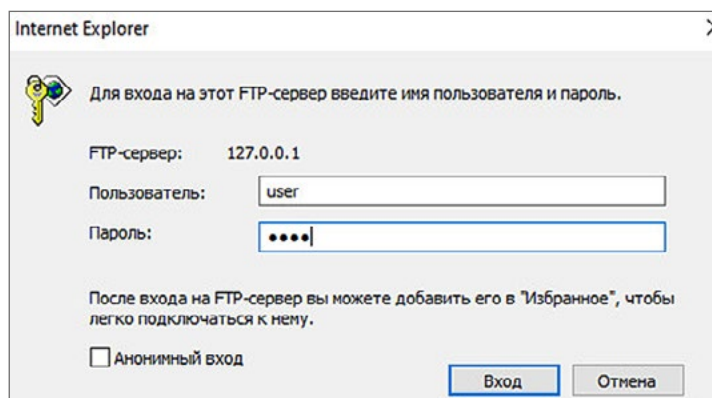 Internet Explorer
Для входа на этот FTP-сервер введите имя пользователя и пароль.
FTP-сервер: 127.0.0.1
Пользователь: user
Пароль: ●●●●
После входа на FTP-сервер вы можете добавить его в "Избранное", чтобы
легко подключаться к нему.
Анонимный вход
Вход Отмена